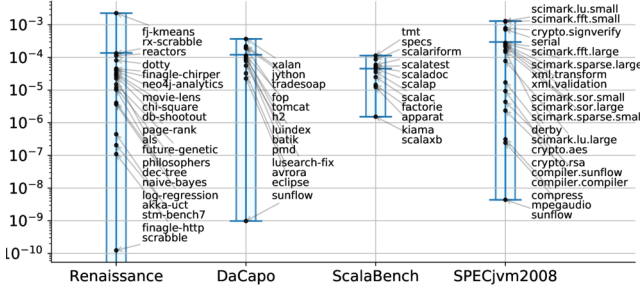 10−3
10−4
10−5
10−6
10−7
10−8
10−9
10−10
fj-kmeans
rx-scrabble
reactors
dotty
finagle-chirper
neo4j-analytics
movie-lens
chi-square
db-shootout
page-rank
als
future-genetic
philosophers
dec-tree
naive-bayes
log-regression
akka-uct
stm-bench7
finagle-http
scrabble
xalan
jython
tradesoap
fop
tomcat
h2
luindex
batik
pmd
lusearch-fix
avrora
eclipse
sunflow
tmt
specs
scalariform
scalatest
scaladoc
scalap
scalac
factorie
apparat
kiama
scalaxb
scimark.lu.small
scimark.fft.small
crypto.signverify
serial
scimark.fft.large
scimark.sparse.large
xml.transform
xml.validation
scimark.sor.small
scimark.sor.large
scimark.sparse.smal
derby
scimark.lu.large
crypto.aes
crypto.rsa
compiler.sunflow
compiler.compiler
compress
mpegaudio
sunflow
Renaissance
DaCapo
ScalaBench
SPECjvm2008